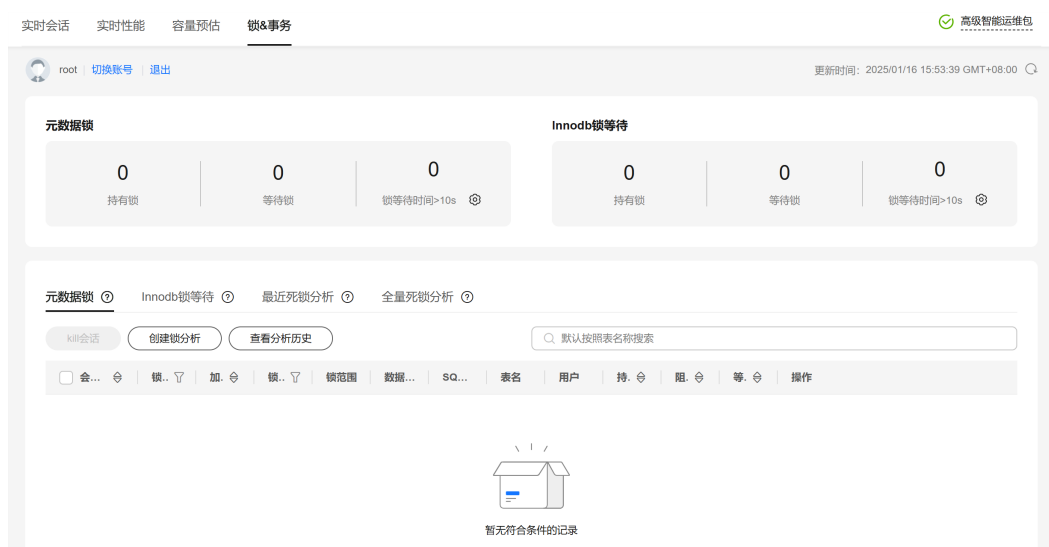 实时会话 实时性能 容量预估 锁&事务 高级智能运维包
root 切换账号 退出 更新时间: 2025/01/16 15:53:39 GMT+08:00
元数据锁 Innodb锁等待
0 0 0 0 0 0
持有锁 等待锁 锁等待时间>10s 持有锁 等待锁 锁等待时间>10s
元数据锁 Innodb锁等待 最近死锁分析 全量死锁分析
kill会话 创建锁分析 查看分析历史 默认按照表名称搜索
会... 锁.. 加. 锁.. 锁范围 数据... SQ... 表名 用户 持. 阻. 等. 操作
暂无符合条件的记录